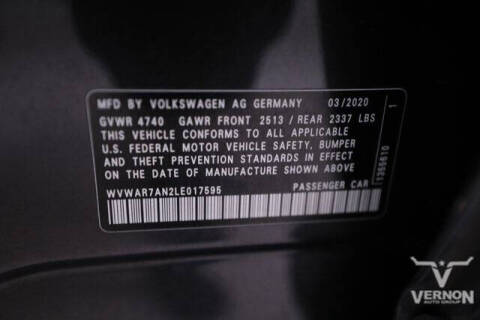 MFD BY VOLKSWAGEN AG GERMANY 03/2020
GVWR 4740 GAWR FRONT 2513 / REAR 2337 LBS
THIS VEHICLE CONFORMS TO ALL APPLICABLE
U.S. FEDERAL MOTOR VEHICLE SAFETY, BUMPER
AND THEFT PREVENTION STANDARDS IN EFFECT
ON THE DATE OF MANUFACTURE SHOWN ABOVE
WVWAR7AN2LE017595 PASSENGER CAR
1
VERNON
AUTO GROUP